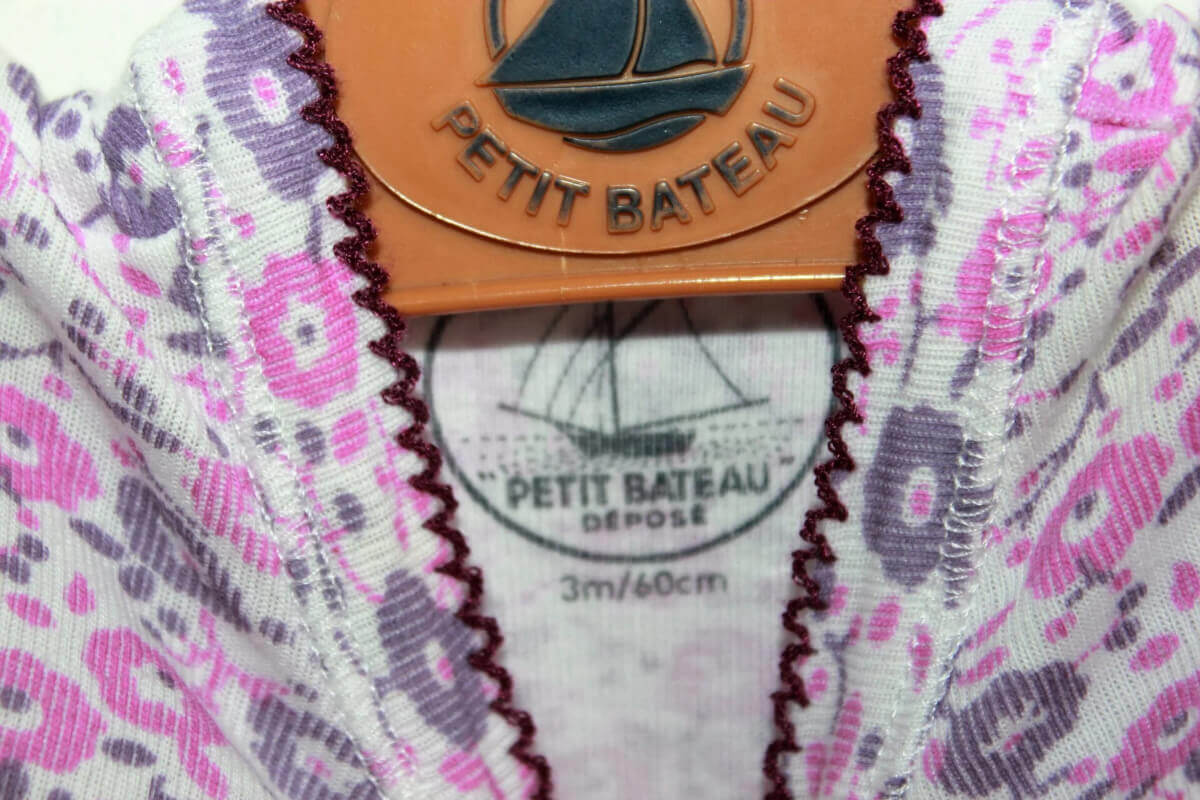 PETIT BATEAU
"PETIT BATEAU"
DÉPOSÉ
3m/60cm